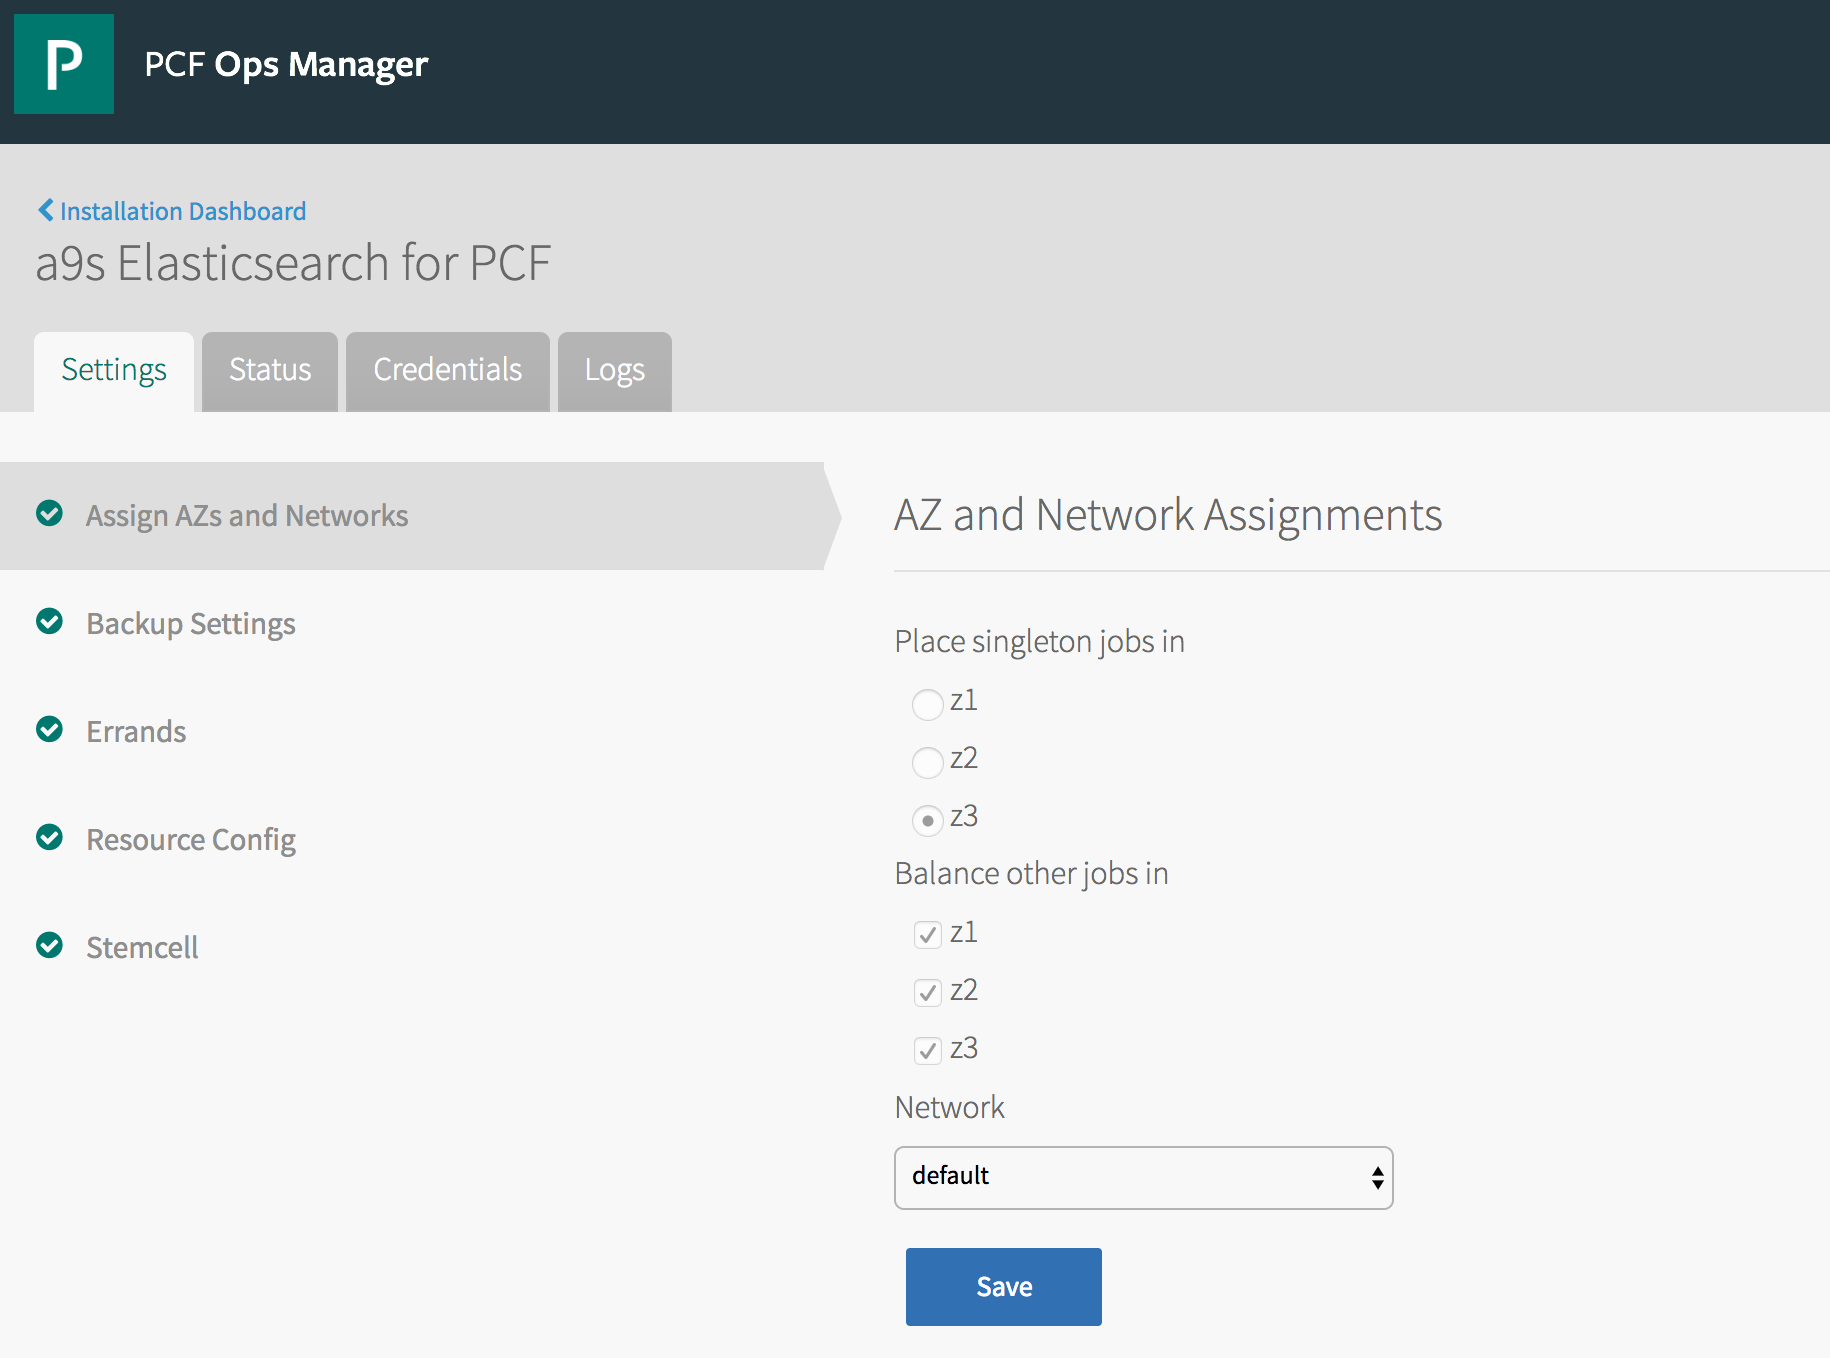 P
PCF Ops Manager
Installation Dashboard
a9s Elasticsearch for PCF
Settings
Status
Credentials
Logs
Assign AZs and Networks
Backup Settings
Errands
Resource Config
Stemcell
AZ and Network Assignments
Place singleton jobs in
z1
z2
z3
Balance other jobs in
z1
z2
z3
Network
default
Save